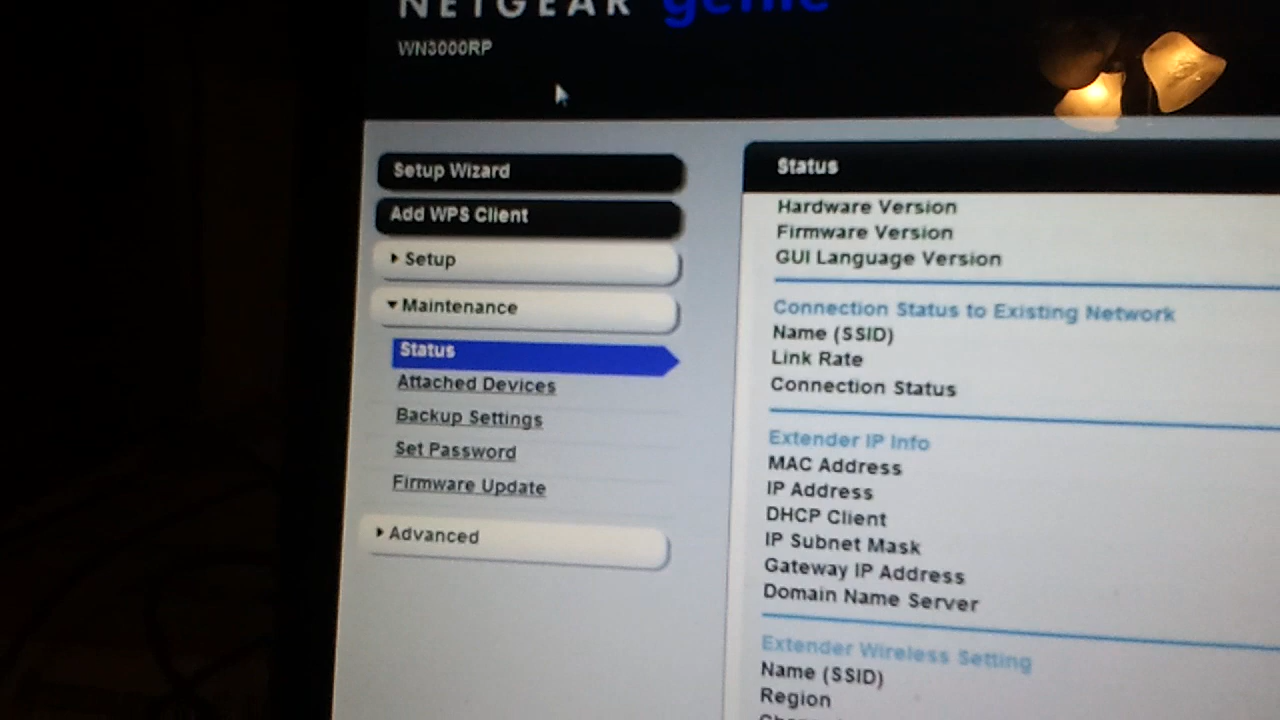 NETGEAR genie
WN3000RP
Setup Wizard
Add WPS Client
Setup
Maintenance
Status
Attached Devices
Backup Settings
Set Password
Firmware Update
Advanced
Status
Hardware Version
Firmware Version
GUI Language Version
Connection Status to Existing Network
Name (SSID)
Link Rate
Connection Status
Extender IP Info
MAC Address
IP Address
DHCP Client
IP Subnet Mask
Gateway IP Address
Domain Name Server
Extender Wireless Setting
Name (SSID)
Region